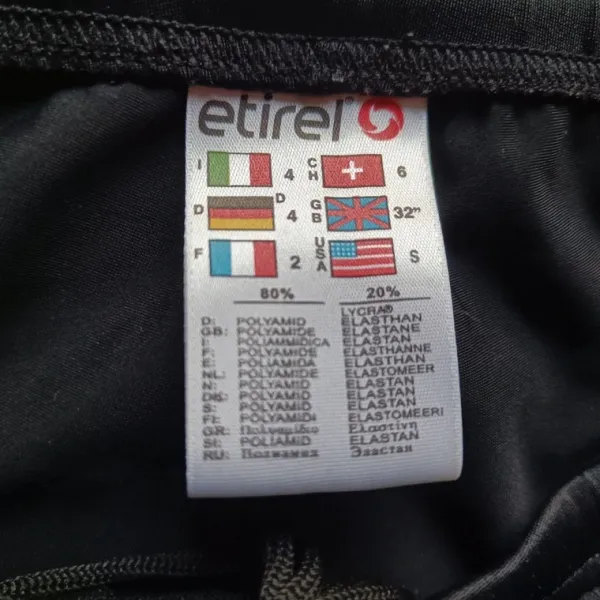 etirel
I 4 CH 6
D D 4 GB 32"
F 2 USA S
80% 20%
LYCRA®
D: POLYAMID ELASTHAN
GB: POLYAMIDE ELASTANE
I: POLIAMMIDICA ELASTAN
F: POLYAMIDE ELASTHANNE
E: POLIAMIDA ELASTHAN
NL: POLYAMIDE ELASTOMEER
N: POLYAMID ELASTAN
DK: POLYAMID ELASTAN
S: POLYAMID ELASTAN
FI: POLYAMIDI ELASTOMEERI
GR: Πολυαμίδιο Ελαστίνη
SI: POLIAMID ELASTAN
RU: Эластан